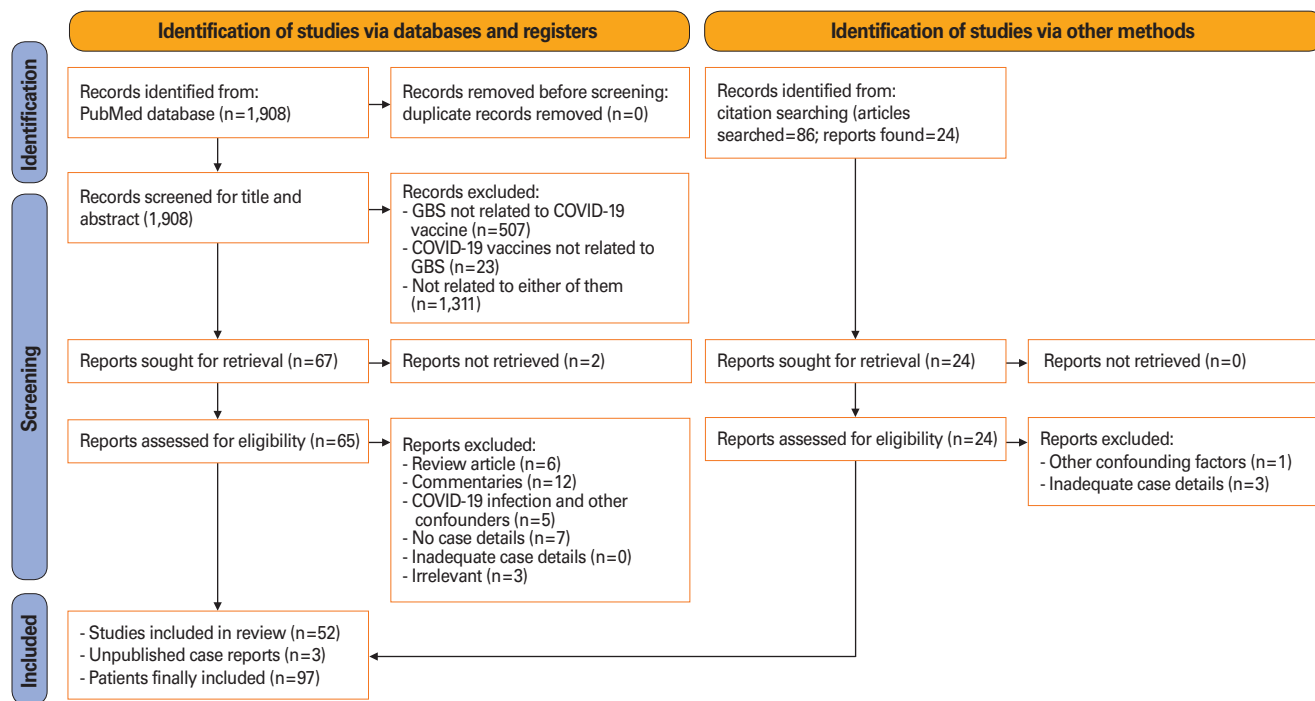 Identification of studies via databases and registers
Identification of studies via other methods
Identification
Records identified from:
PubMed database (n=1,908)
Records removed before screening:
duplicate records removed (n=0)
Records identified from:
citation searching (articles
searched=86; reports found=24)
Screening
Records screened for title and
abstract (1,908)
Records excluded:
- GBS not related to COVID-19
vaccine (n=507)
- COVID-19 vaccines not related to
GBS (n=23)
- Not related to either of them
(n=1,311)
Reports sought for retrieval (n=67)
Reports not retrieved (n=2)
Reports sought for retrieval (n=24)
Reports not retrieved (n=0)
Reports assessed for eligibility (n=65)
Reports excluded:
- Review article (n=6)
- Commentaries (n=12)
- COVID-19 infection and other
confounders (n=5)
- No case details (n=7)
- Inadequate case details (n=0)
- Irrelevant (n=3)
Reports assessed for eligibility (n=24)
Reports excluded:
- Other confounding factors (n=1)
- Inadequate case details (n=3)
Included
- Studies included in review (n=52)
- Unpublished case reports (n=3)
- Patients finally included (n=97)